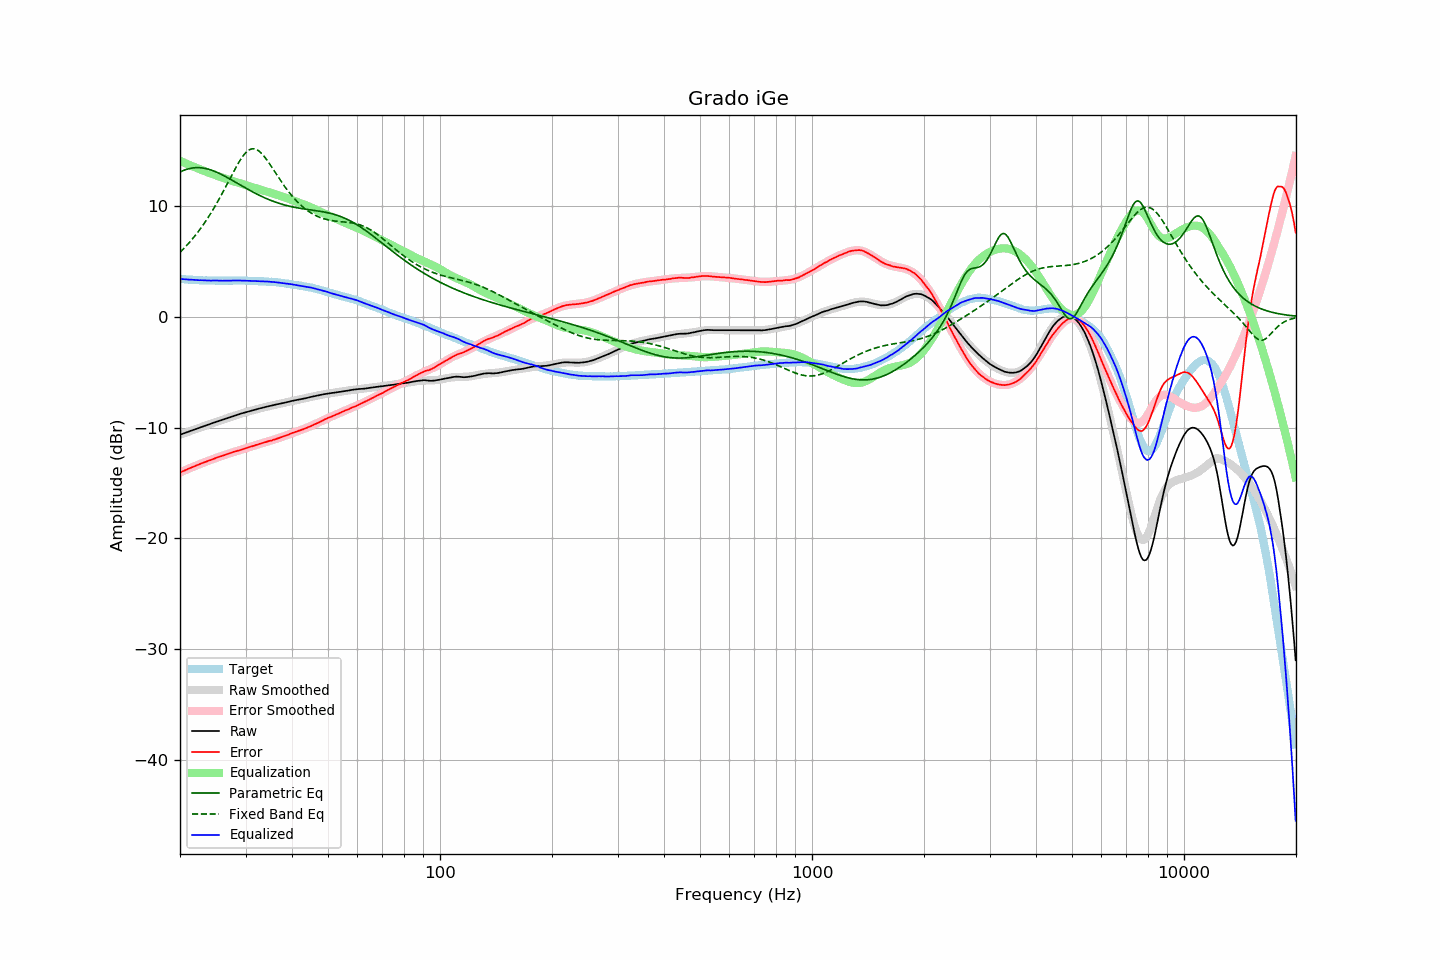 Grado iGe
Amplitude (dBr)
10
0
−10
−20
−30
−40
Target
Raw Smoothed
Error Smoothed
Raw
Error
Equalization
Parametric Eq
Fixed Band Eq
Equalized
100
1000
10000
Frequency (Hz)